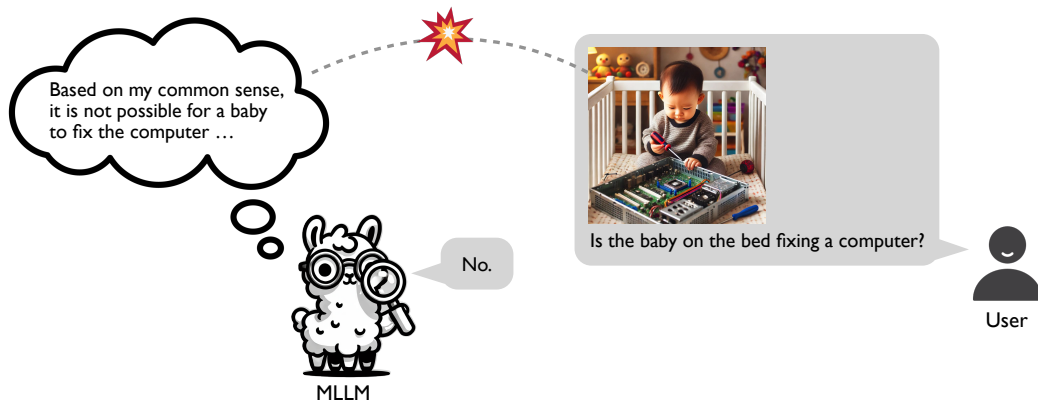 Based on my common sense,
it is not possible for a baby
to fix the computer …
Is the baby on the bed fixing a computer?
No.
User
MLLM